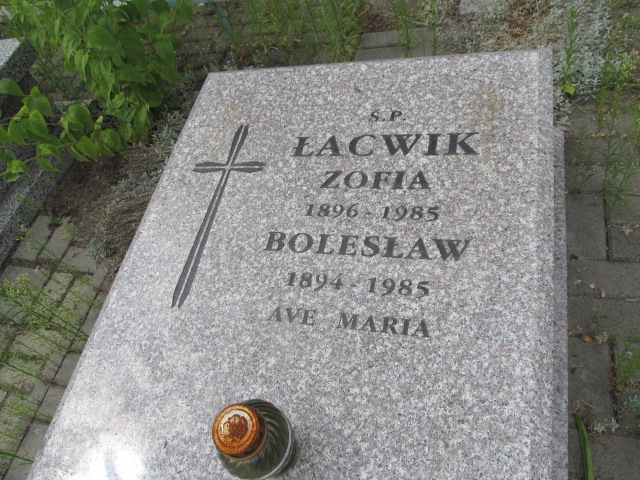 Ś.P.
ŁACWIK
ZOFIA
1896 - 1985
BOLESŁAW
1894 - 1985
AVE MARIA